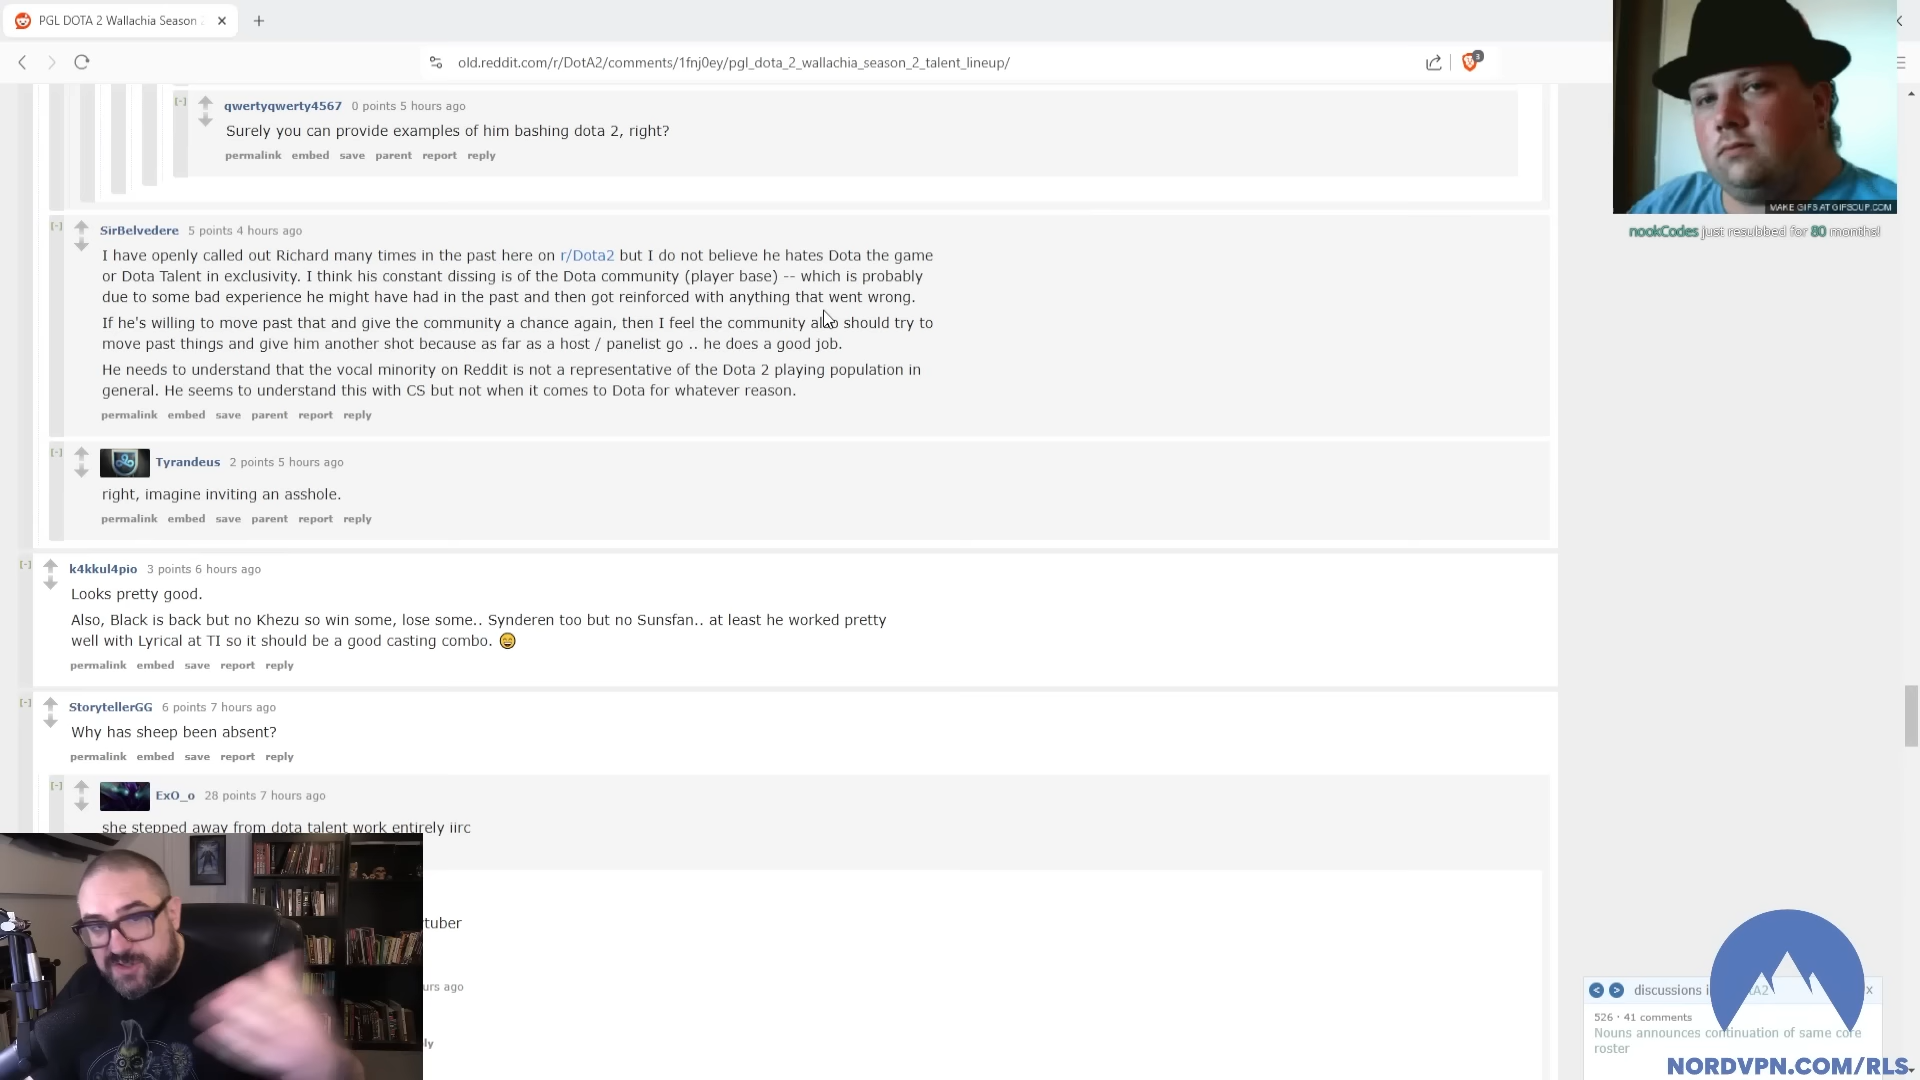 PGL DOTA 2 Wallachia Season
old.reddit.com/r/DotA2/comments/1fnj0ey/pgl_dota_2_wallachia_season_2_talent_lineup/
3
MAKE GIFS AT GIFSOUP.COM
nookCodes just resubbed for 80 months!
[-] qwertyqwerty4567 0 points 5 hours ago
Surely you can provide examples of him bashing dota 2, right?
permalink embed save parent report reply
[-] SirBelvedere 5 points 4 hours ago
I have openly called out Richard many times in the past here on r/Dota2 but I do not believe he hates Dota the game
or Dota Talent in exclusivity. I think his constant dissing is of the Dota community (player base) -- which is probably
due to some bad experience he might have had in the past and then got reinforced with anything that went wrong.
If he's willing to move past that and give the community a chance again, then I feel the community also should try to
move past things and give him another shot because as far as a host / panelist go .. he does a good job.
He needs to understand that the vocal minority on Reddit is not a representative of the Dota 2 playing population in
general. He seems to understand this with CS but not when it comes to Dota for whatever reason.
permalink embed save parent report reply
[-] Tyrandeus 2 points 5 hours ago
right, imagine inviting an asshole.
permalink embed save parent report reply
[-] k4kkul4pio 3 points 6 hours ago
Looks pretty good.
Also, Black is back but no Khezu so win some, lose some.. Synderen too but no Sunsfan.. at least he worked pretty
well with Lyrical at TI so it should be a good casting combo. 😄
permalink embed save report reply
[-] StorytellerGG 6 points 7 hours ago
Why has sheep been absent?
permalink embed save report reply
[-] ExO_o 28 points 7 hours ago
she stepped away from dota talent work entirely iirc
tuber
urs ago
ly
< > discussions i A2 x
526 · 41 comments
Nouns announces continuation of same core
roster
NORDVPN.COM/RLS